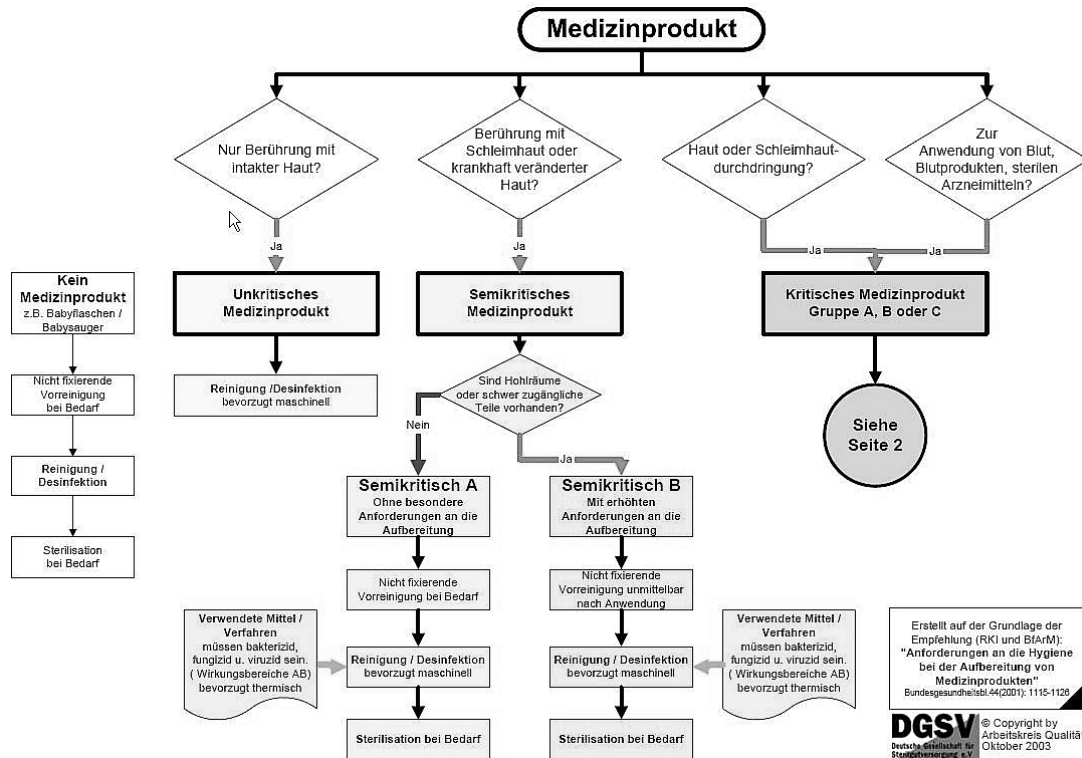 Medizinprodukt
Nur Berührung mit
intakter Haut?
Berührung mit
Schleimhaut oder
krankhaft veränderter
Haut?
Haut oder Schleimhaut-
durchdringung?
Zur
Anwendung von Blut,
Blutprodukten, sterilen
Arzneimitteln?
Ja
Ja
Ja
Ja
Kein
Medizinprodukt
z.B. Babyflaschen /
Babysauger
Unkritisches
Medizinprodukt
Semikritisches
Medizinprodukt
Kritisches Medizinprodukt
Gruppe A, B oder C
Nicht fixierende
Vorreinigung
bei Bedarf
Reinigung /Desinfektion
bevorzugt maschinell
Sind Hohlräume
oder schwer zugängliche
Teile vorhanden?
Siehe
Seite 2
Nein
Ja
Reinigung /
Desinfektion
Sterilisation
bei Bedarf
Semikritisch A
Ohne besondere
Anforderungen an die
Aufbereitung
Semikritisch B
Mit erhöhten
Anforderungen an die
Aufbereitung
Nicht fixierende
Vorreinigung bei Bedarf
Nicht fixierende
Vorreinigung unmittelbar
nach Anwendung
Verwendete Mittel /
Verfahren
müssen bakterizid,
fungizid u. viruzid sein.
( Wirkungsbereiche AB)
bevorzugt thermisch
Reinigung / Desinfektion
bevorzugt maschinell
Reinigung / Desinfektion
bevorzugt maschinell
Verwendete Mittel /
Verfahren
müssen bakterizid,
fungizid u. viruzid sein.
( Wirkungsbereiche AB)
bevorzugt thermisch
Sterilisation bei Bedarf
Sterilisation bei Bedarf
Erstellt auf der Grundlage der
Empfehlung (RKI und BfArM):
"Anforderungen an die Hygiene
bei der Aufbereitung von
Medizinprodukten"
Bundesgesundheitsbl.44(2001): 1115-1126
DGSV
Deutsche Gesellschaft für
Sterilgutversorgung e.V
© Copyright by
Arbeitskreis Qualität
Oktober 2003